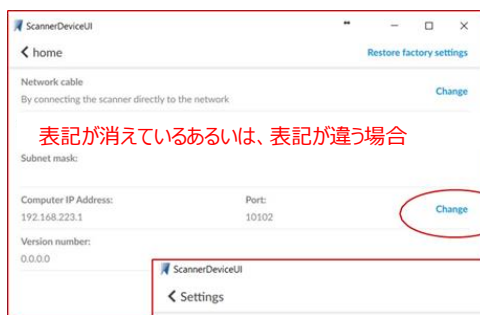 ScannerDeviceUI
home
Restore factory settings
Network cable
Change
By connecting the scanner directly to the network
表記が消えているあるいは、表記が違う場合
Subnet mask:
Computer IP Address:
Port:
192.168.223.1
10102
Change
Version number:
0.0.0.0
ScannerDeviceUI
Settings